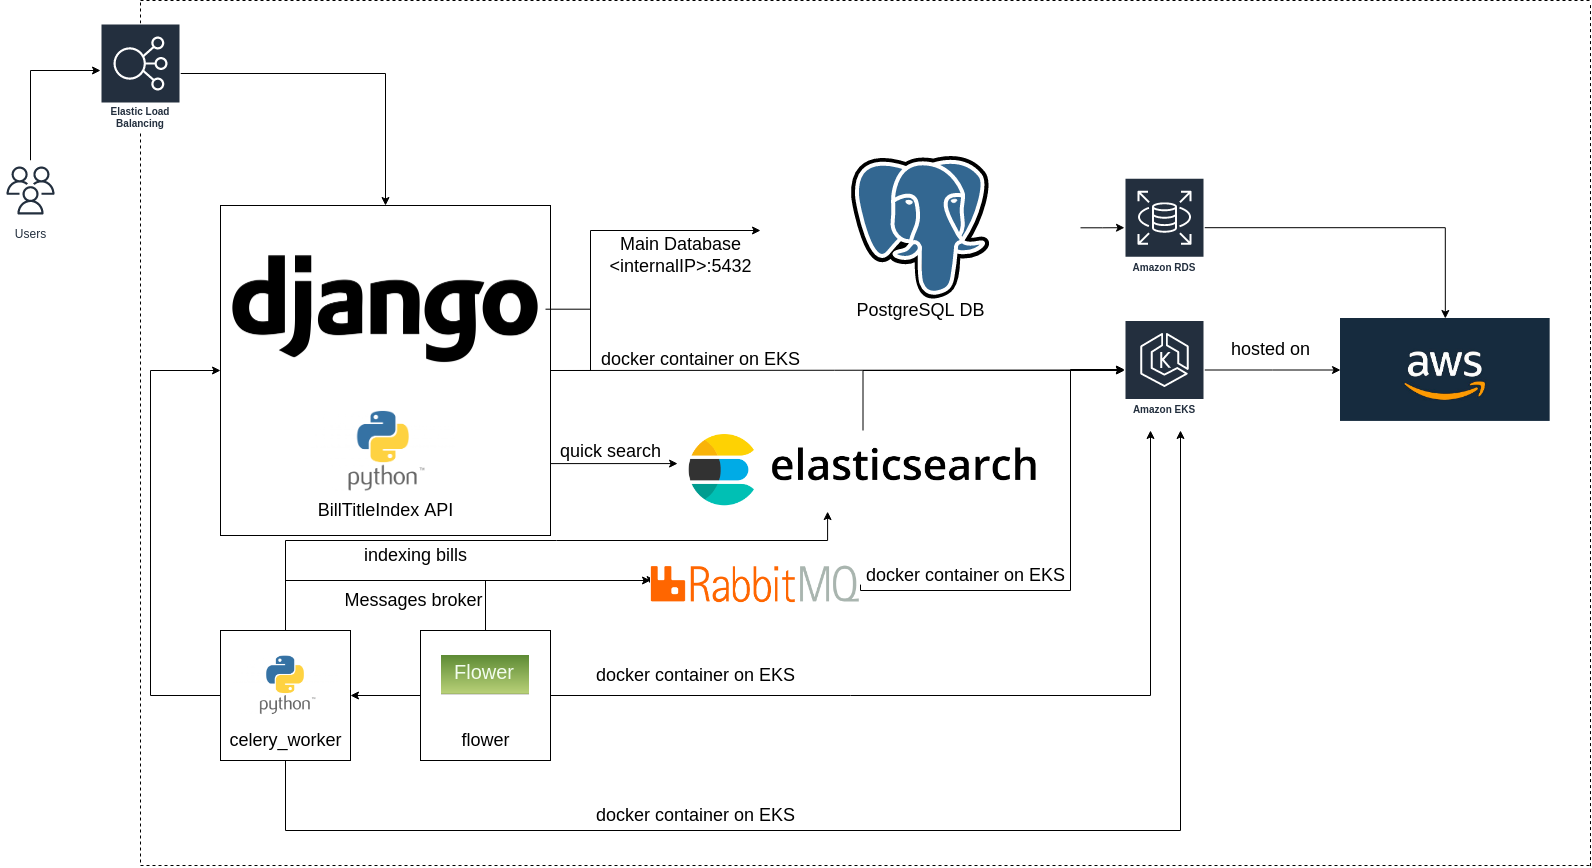 Elastic Load
Balancing
Users
django
Main Database
<internalIP>:5432
PostgreSQL DB
Amazon RDS
docker container on EKS
K
Amazon EKS
hosted on
aws
python™
BillTitleIndex API
quick search
elasticsearch
indexing bills
RabbitMQ
docker container on EKS
Messages broker
python™
celery_worker
Flower
flower
docker container on EKS
docker container on EKS